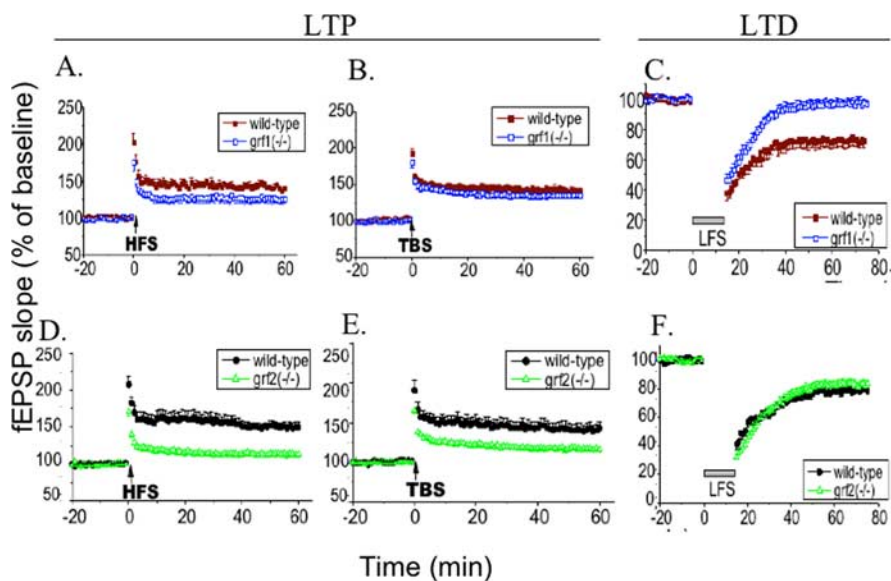 LTP LTD
A. B. C.
250 250
200 200 100
150 150 80
100 100 60
50 50 40
20
0
wild-type wild-type
grf1(-/-) grf1(-/-)
HFS TBS LFS
wild-type
grf1(-/-)
-20 0 20 40 60 -20 0 20 40 60 -20 0 20 40 60 80
fEPSP slope (% of baseline)
D. E. F.
250 250
200 200 100
150 150 80
100 100 60
50 50 40
20
0
wild-type wild-type
grf2(-/-) grf2(-/-)
HFS TBS LFS
wild-type
grf2(-/-)
-20 0 20 40 60 -20 0 20 40 60 -20 0 20 40 60 80
Time (min)